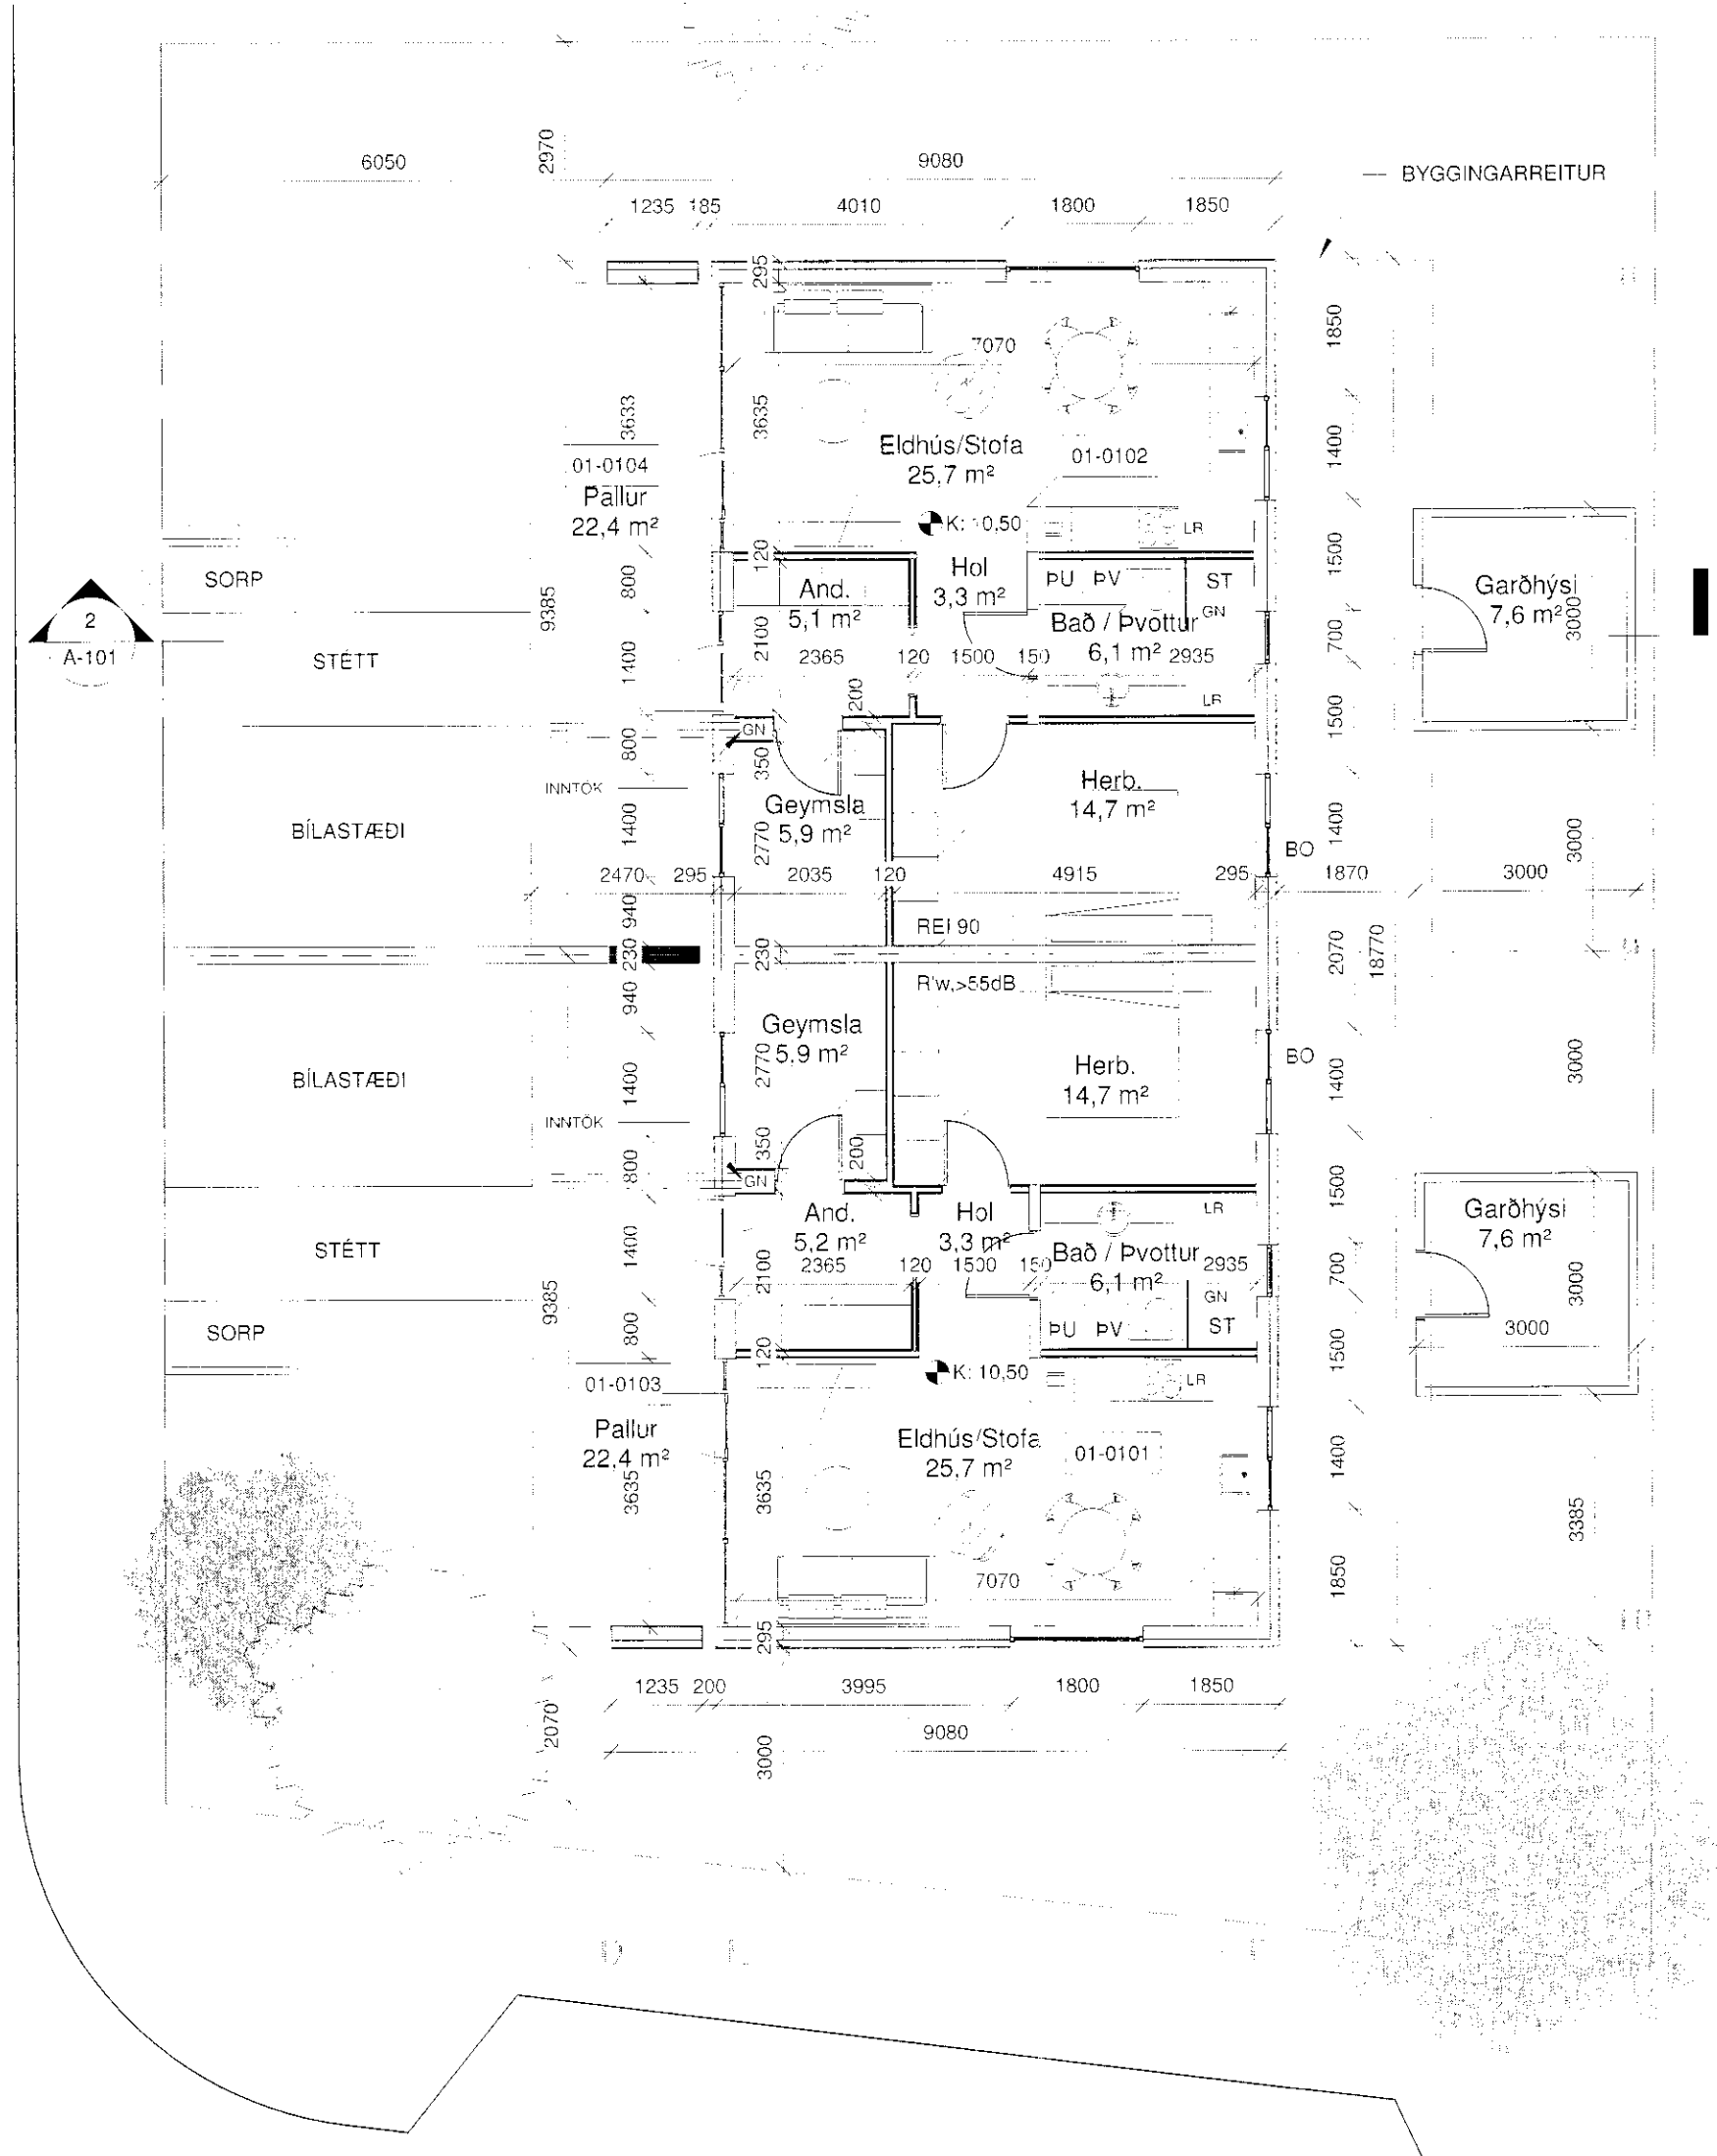 6050
2970
9080
BYGGINGARREITUR
1235 185 4010 1800 1850
295
1850
7070
3633
3635
Eldhús/Stofa
25,7 m²
01-0102
1400
01-0104
Pallur
22,4 m²
K: 10,50
LR
120
1500
SORP
9385
800
And.
5,1 m²
Hol
3,3 m²
ÞU ÞV
ST
GN
Garðhýsi
7,6 m²
3000
2
A-101
STÉTT
1400
2100
Bað / Þvottur
6,1 m²
2365 120 1500 150 2935
700
200
LR
GN
800
350
1500
INNTÖK
Geymsla
5,9 m²
Herb.
14,7 m²
BÍLASTÆÐI
1400
2770
1400
BO
3000
2470 295 2035 120 4915 295 1870 3000
940
REI 90
230
230
2070
18770
R'w,>55dB
940
Geymsla
5,9 m²
2770
Herb.
14,7 m²
BO
3000
BÍLASTÆÐI
1400
1400
INNTÖK
350
200
800
GN
1500
STÉTT
And.
5,2 m²
Hol
3,3 m²
LR
Garðhýsi
7,6 m²
1400
2100
Bað / Þvottur
6,1 m²
2365 120 1500 150 2935
700
3000
9385
GN
SORP
800
ÞU ÞV
ST
3000
120
1500
01-0103
K: 10,50
LR
Pallur
22,4 m²
Eldhús/Stofa
25,7 m²
01-0101
1400
3635
3635
3385
7070
1850
295
1235 200 3995 1800 1850
2070
9080
3000